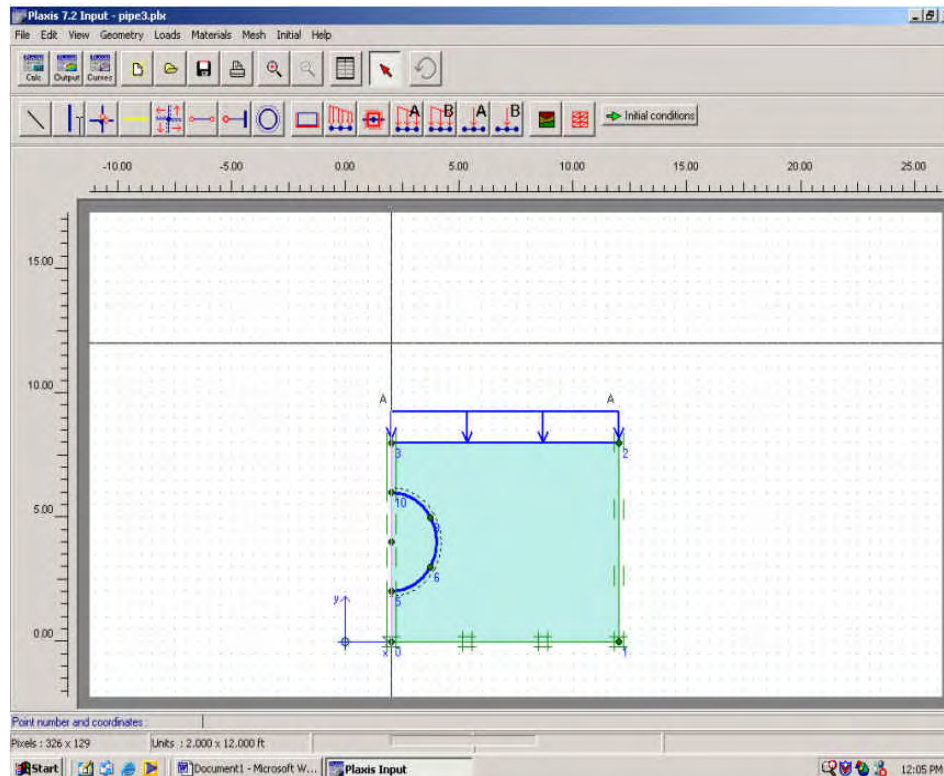 Plaxis 7.2 Input - pipe3.plx
File Edit View Geometry Loads Materials Mesh Initial Help
Calc Output Curves
A B A B Initial conditions
-10.00 -5.00 0.00 5.00 10.00 15.00 20.00 25.00
15.00
10.00
A A
3 2
10
5.00
9
6
5
y
0.00
x 0 1
Point number and coordinates :
Pixels : 326 x 129 Units : 2.000 x 12.000 ft
Start Document1 - Microsoft W... Plaxis Input 12:05 PM